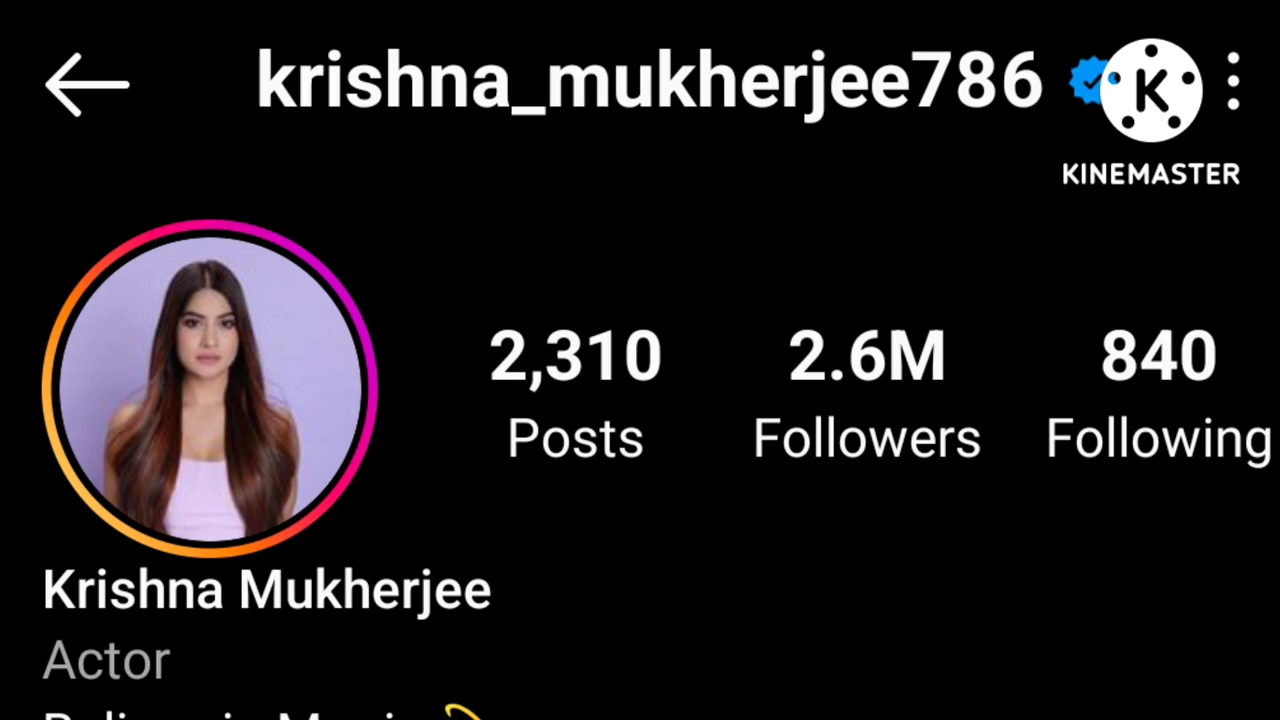 krishna_mukherjee786
K
KINEMASTER
2,310 2.6M 840
Posts Followers Following
Krishna Mukherjee
Actor